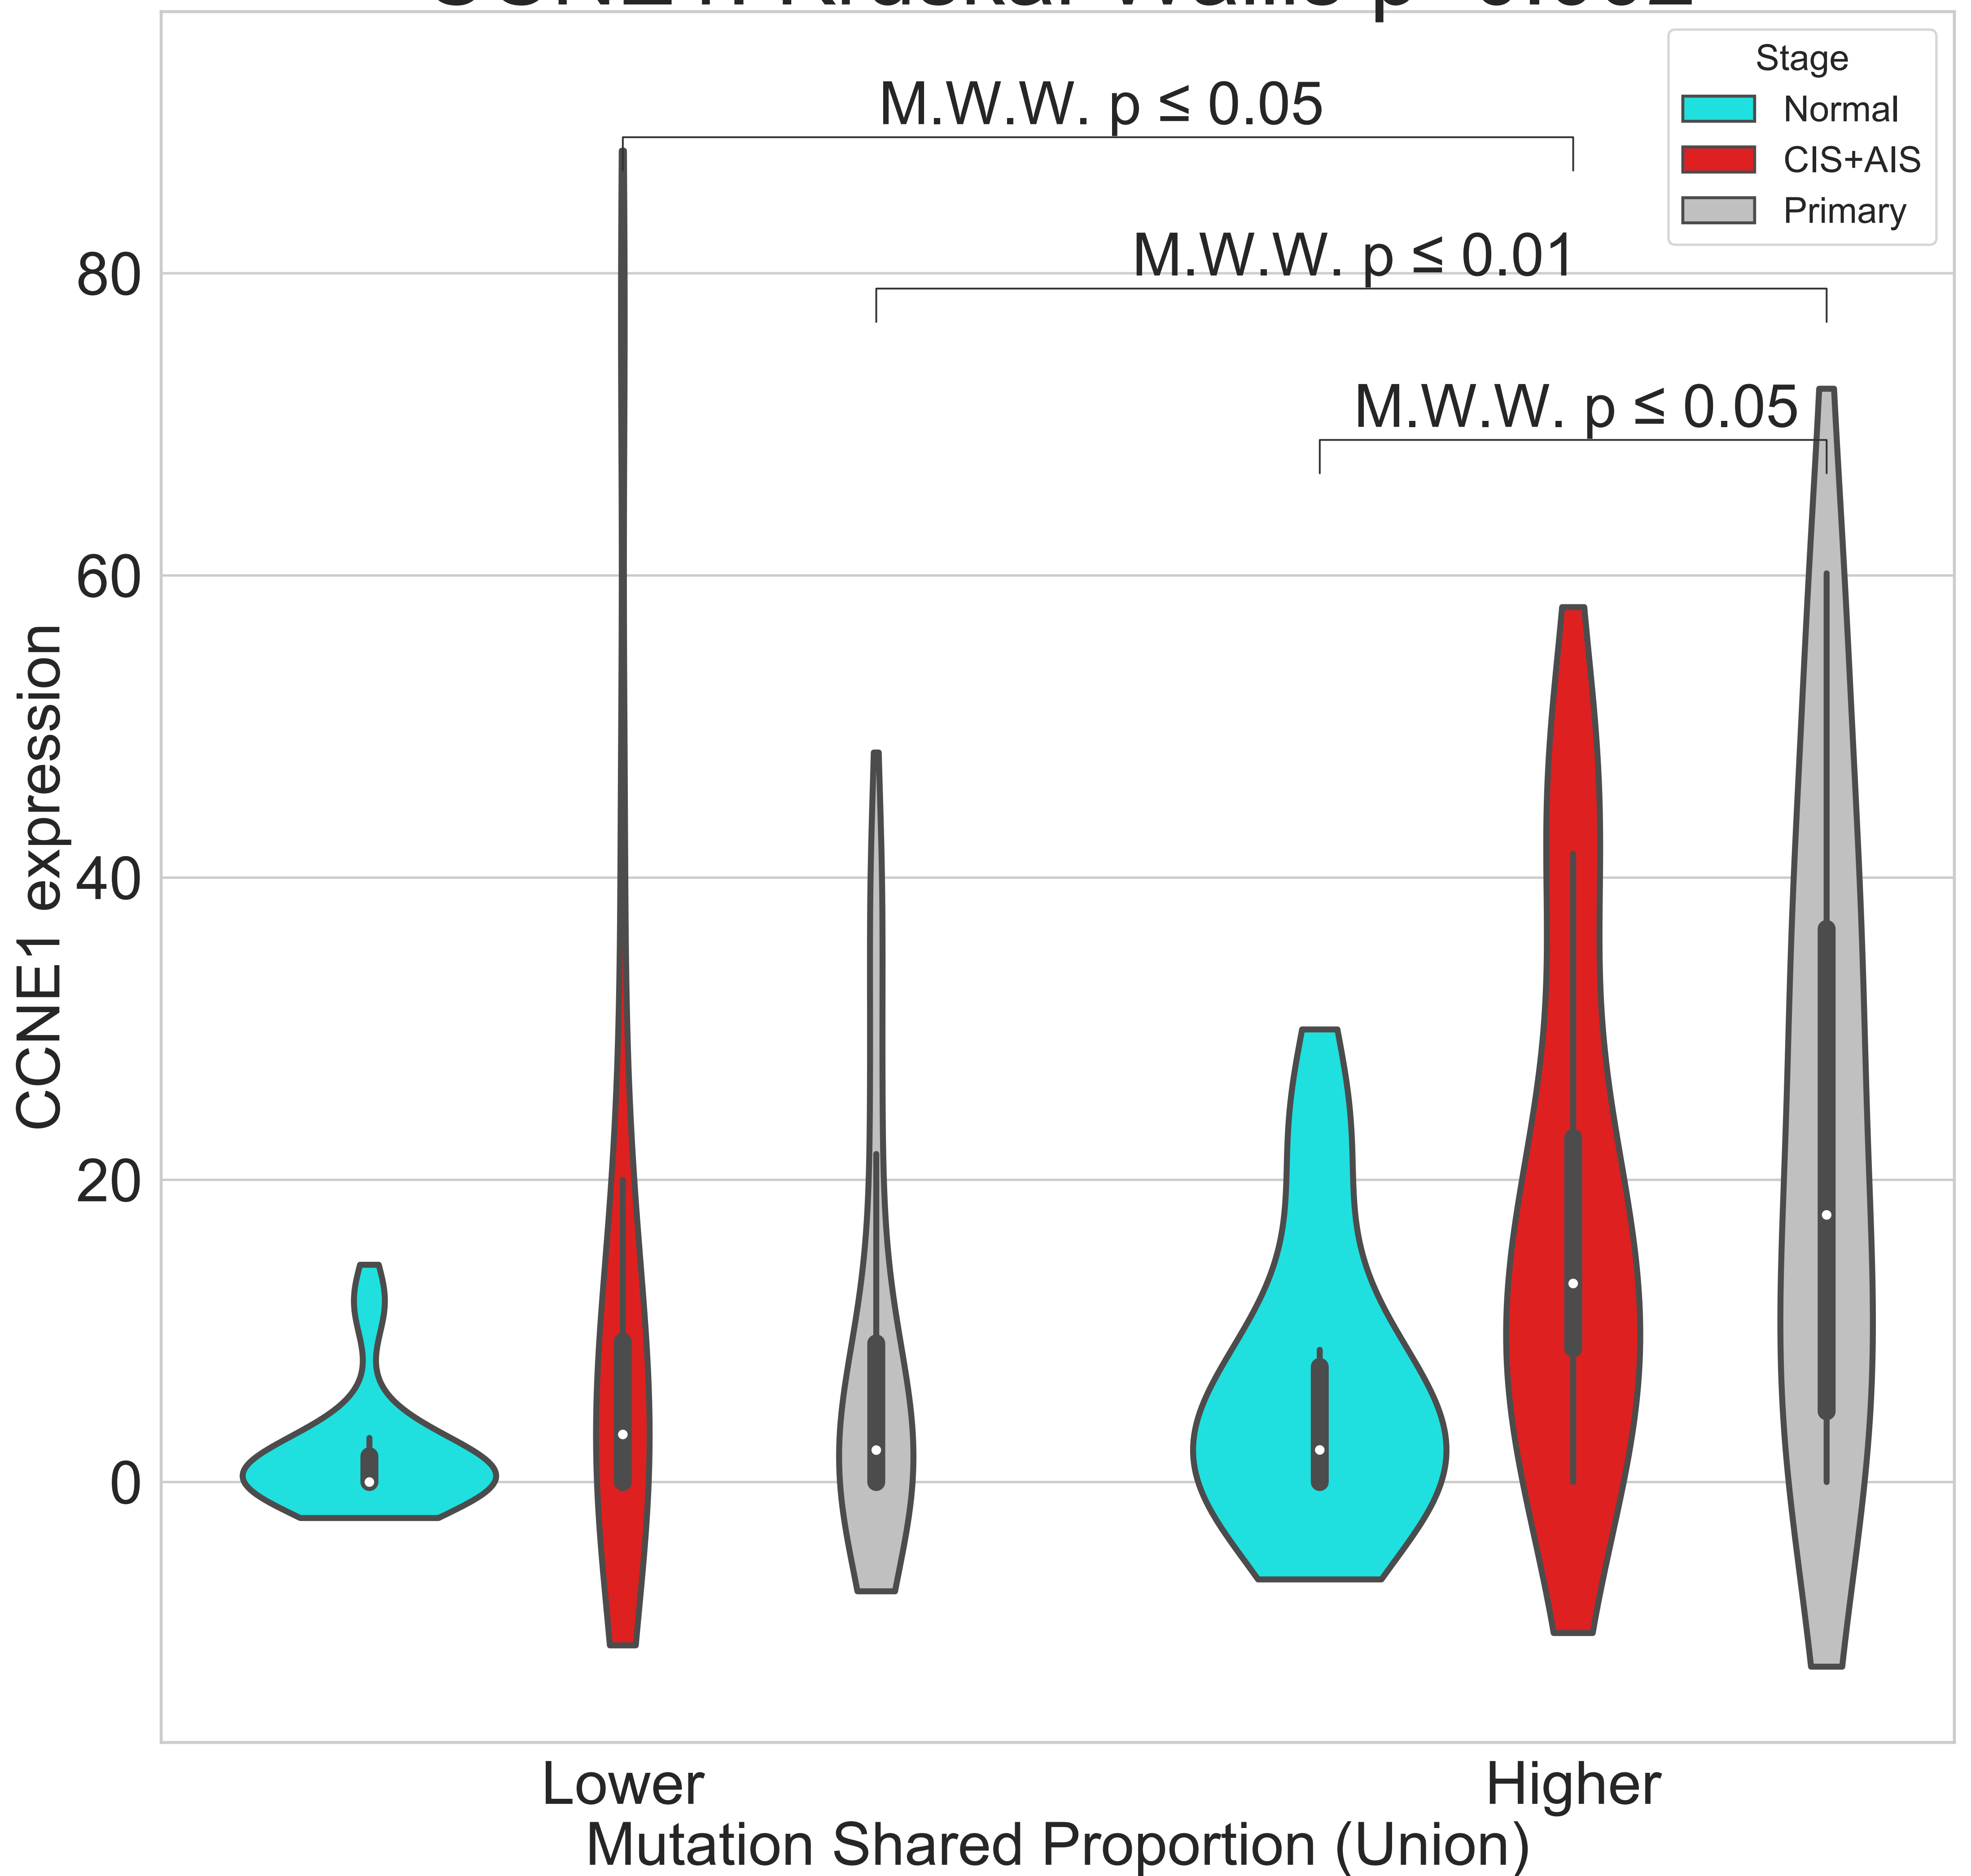 Stage
Normal
CIS+AIS
Primary
M.W.W. p ≤ 0.05
M.W.W. p ≤ 0.01
M.W.W. p ≤ 0.05
80
60
40
20
0
CCNE1 expression
Lower
Higher
Mutation Shared Proportion (Union)